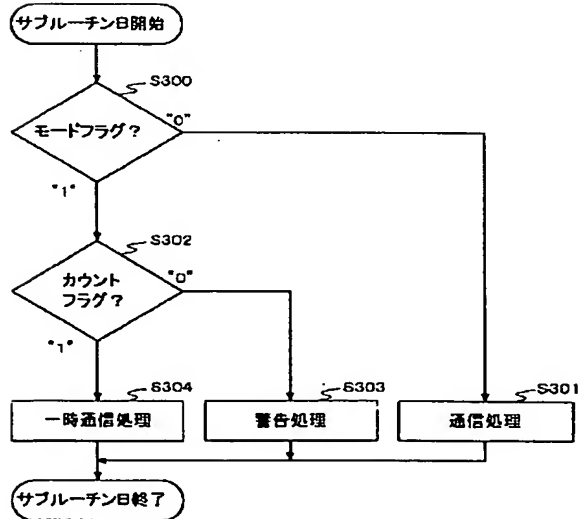 サブルーチンB開始
S300
モードフラグ？
"0"
"1"
S302
カウント
フラグ？
"0"
"1"
S304
一時通信処理
S303
警告処理
S301
通信処理
サブルーチンB終了